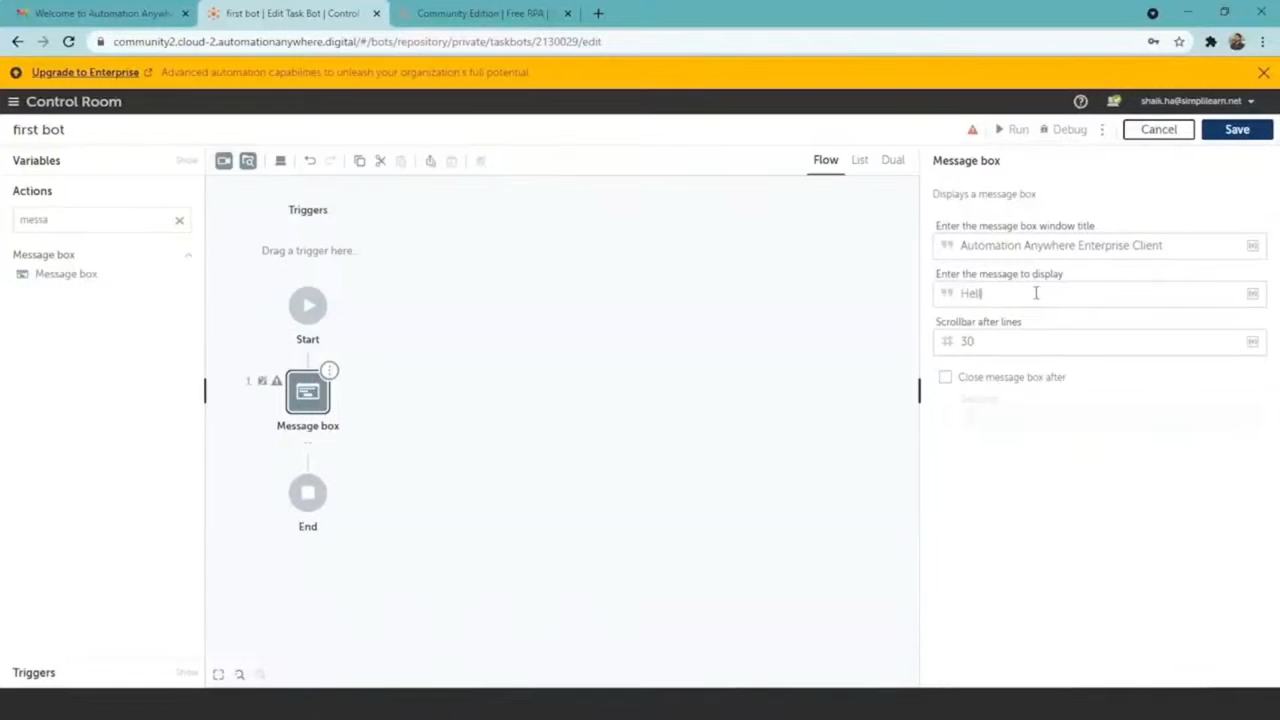 Welcome to Automation Anywh
first bot | Edit Task Bot | Control
Community Edition | Free RPA |
community2.cloud-2.automationanywhere.digital/#/bots/repository/private/taskbots/2130029/edit
Upgrade to Enterprise Advanced automation capabilities to unleash your organization's full potential
Control Room
shaik.ha@simplilearn.net
first bot
Run Debug Cancel Save
Variables Show
Flow List Dual
Message box
Actions
Displays a message box
messa
Triggers
Enter the message box window title
Automation Anywhere Enterprise Client
Message box
Drag a trigger here...
Message box
Enter the message to display
Hell
Start
Scrollbar after lines
30
1
Close message box after
Message box
End
Triggers Show